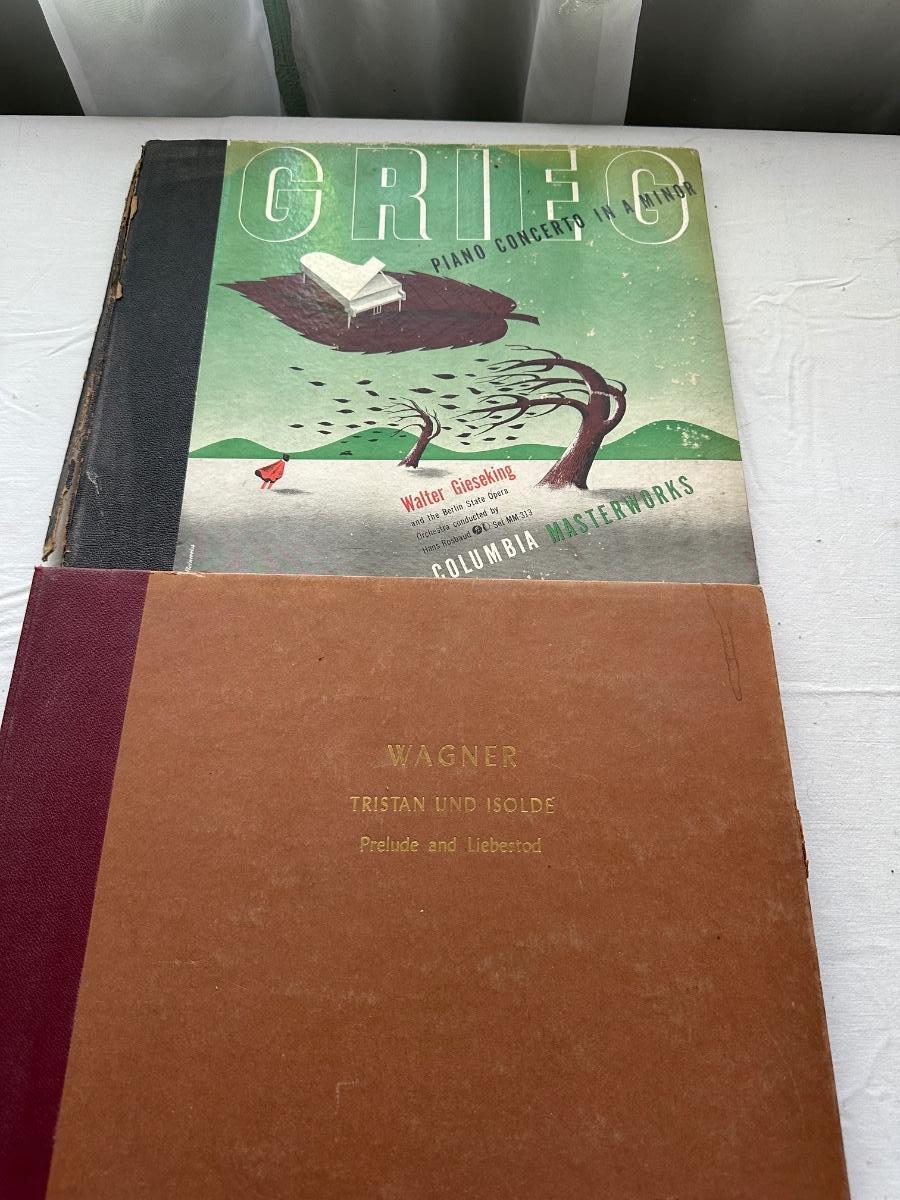 GRIEG
PIANO CONCERTO IN A MINOR
Walter Gieseking
and the Berlin State Opera
Orchestra conducted by
Hans Rosbaud Set MM-313
COLUMBIA MASTERWORKS
WAGNER
TRISTAN UND ISOLDE
Prelude and Liebestod